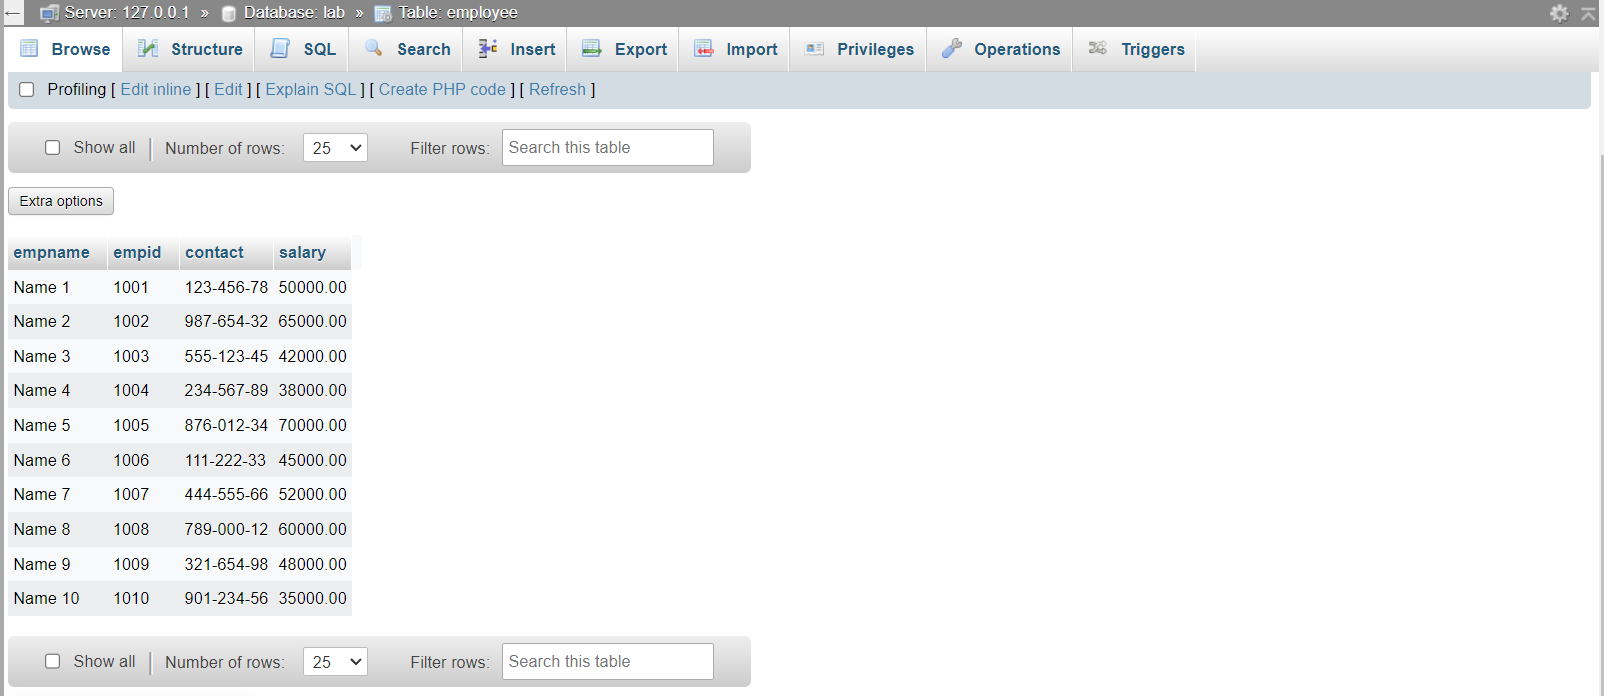 ← Server: 127.0.0.1 » Database: lab » Table: employee
Browse Structure SQL Search Insert Export Import Privileges Operations Triggers
Profiling [ Edit inline ] [ Edit ] [ Explain SQL ] [ Create PHP code ] [ Refresh ]
Show all Number of rows: 25 Filter rows: Search this table
Extra options
empname empid contact salary
Name 1 1001 123-456-78 50000.00
Name 2 1002 987-654-32 65000.00
Name 3 1003 555-123-45 42000.00
Name 4 1004 234-567-89 38000.00
Name 5 1005 876-012-34 70000.00
Name 6 1006 111-222-33 45000.00
Name 7 1007 444-555-66 52000.00
Name 8 1008 789-000-12 60000.00
Name 9 1009 321-654-98 48000.00
Name 10 1010 901-234-56 35000.00
Show all Number of rows: 25 Filter rows: Search this table